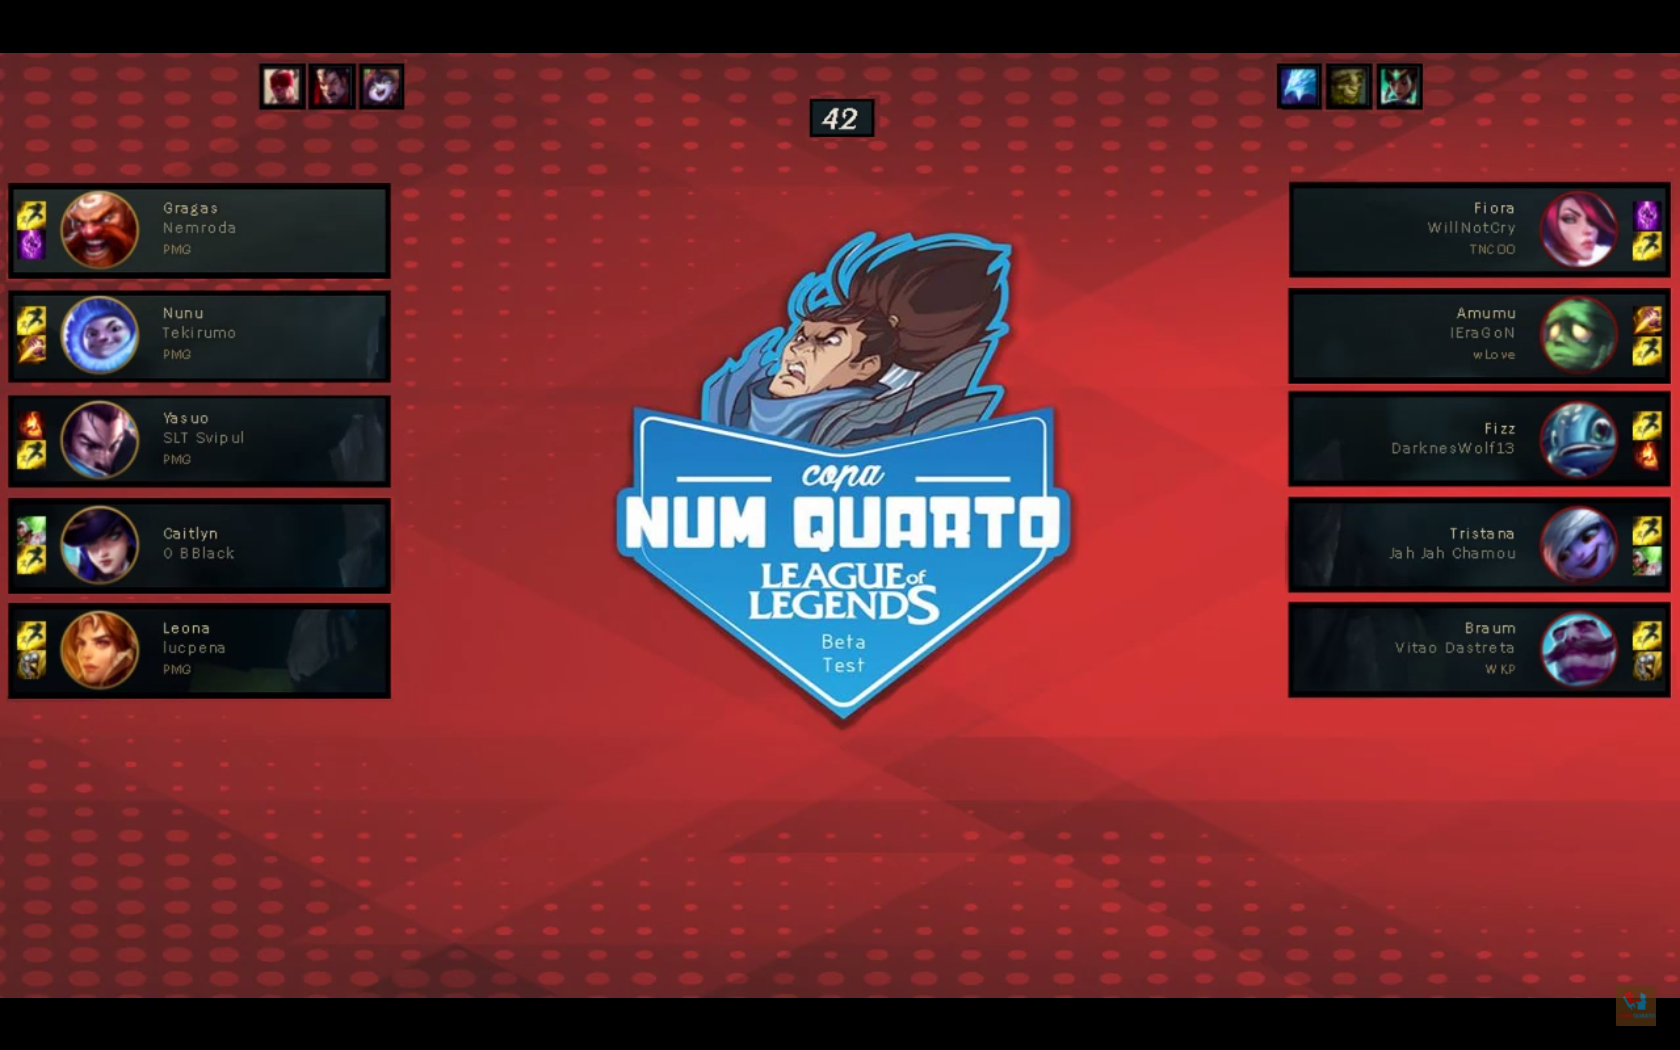 42
Gragas
Nemroda
PMG
Nunu
Tekirumo
PMG
Yasuo
SLT Svipul
PMG
Caitlyn
O BBlack
Leona
lucpena
PMG
copa
NUM QUARTO
LEAGUE of
LEGENDS
Beta
Test
Fiora
WillNotCry
TNCOO
Amumu
IEraGoN
wLove
Fizz
DarknesWolf13
Tristana
Jah Jah Chamou
Braum
Vitao Dastreta
WKP